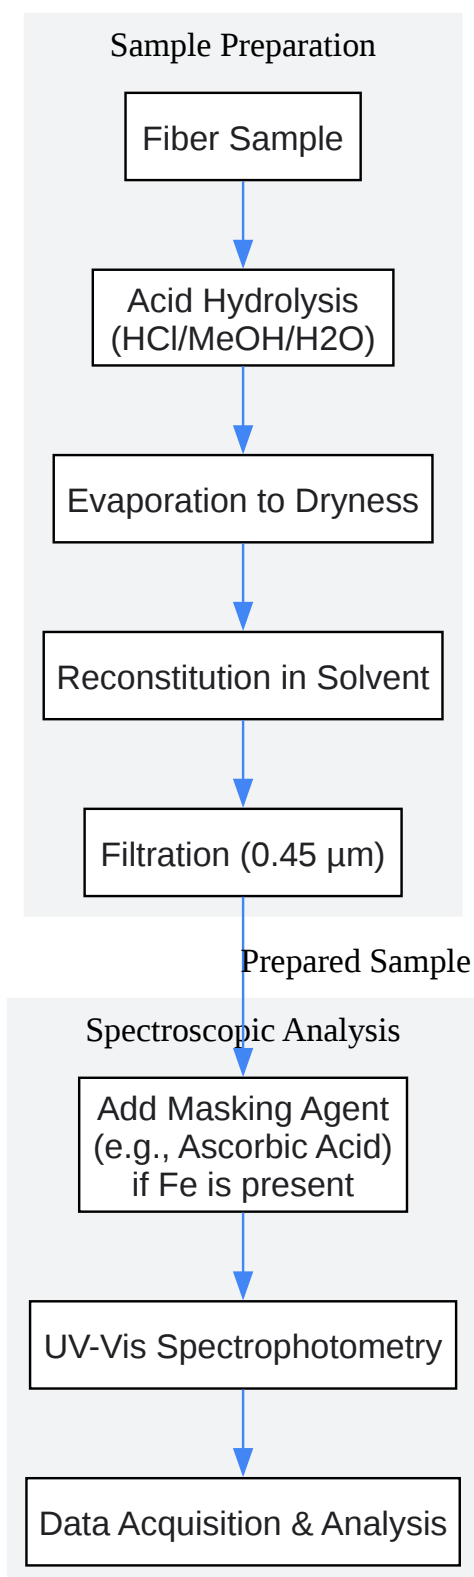 Sample Preparation
Fiber Sample
Acid Hydrolysis
(HCl/MeOH/H2O)
Evaporation to Dryness
Reconstitution in Solvent
Filtration (0.45 µm)
Prepared Sample
Spectroscopic Analysis
Add Masking Agent
(e.g., Ascorbic Acid)
if Fe is present
UV-Vis Spectrophotometry
Data Acquisition & Analysis